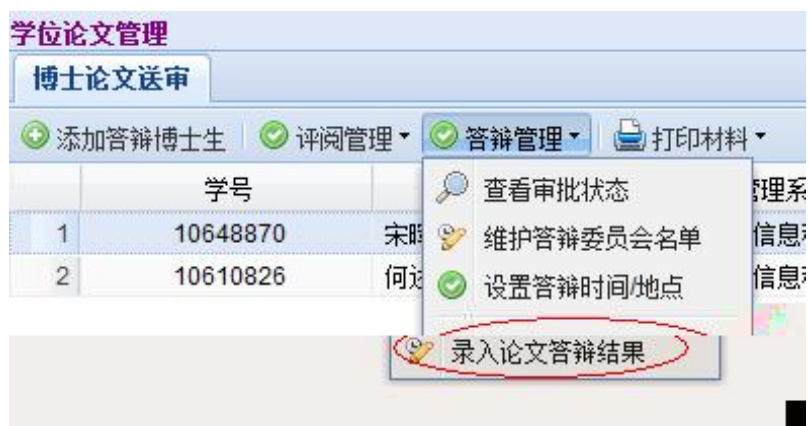 学位论文管理
博士论文送审
添加答辩博士生 评阅管理 答辩管理 打印材料
学号
查看审批状态
管理系
1 10648870 宋
维护答辩委员会名单
信息
2 10610826 何
设置答辩时间/地点
信息
录入论文答辩结果